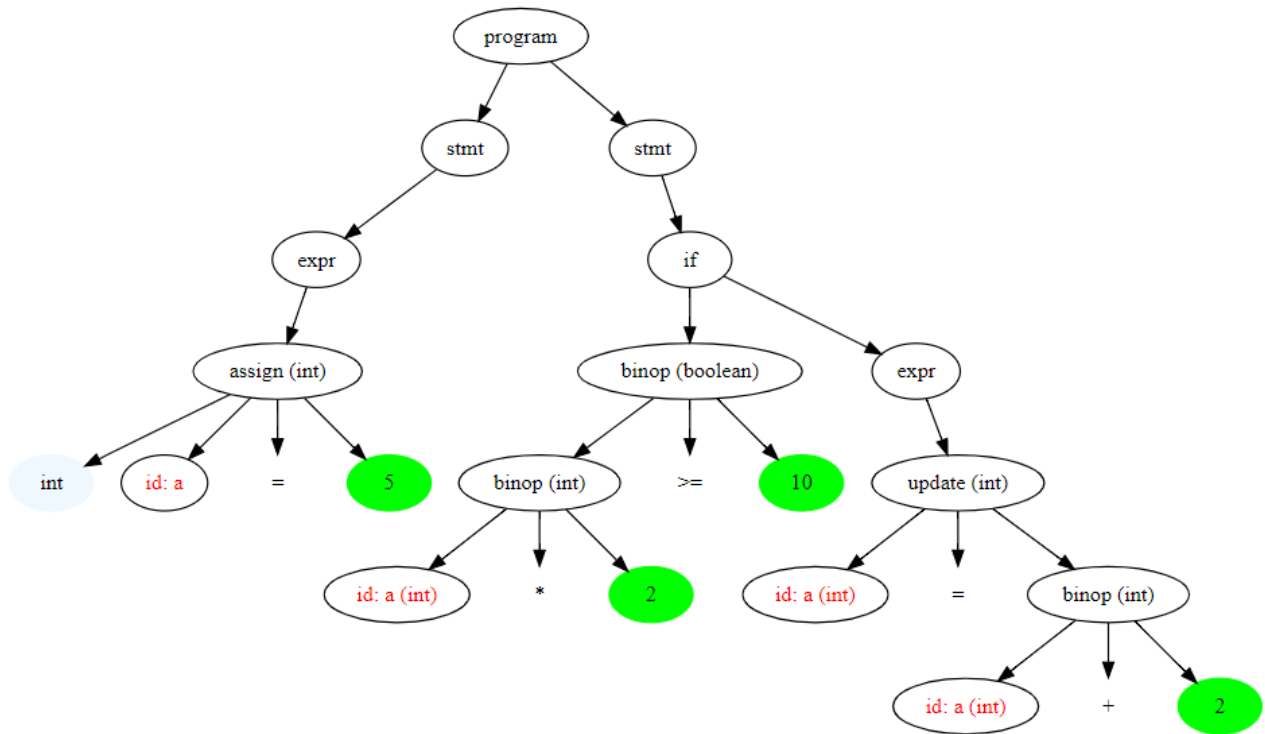 program
stmt
stmt
expr
if
assign (int)
binop (boolean)
expr
int
id: a
=
5
binop (int)
>=
10
update (int)
id: a (int)
*
2
id: a (int)
=
binop (int)
id: a (int)
+
2